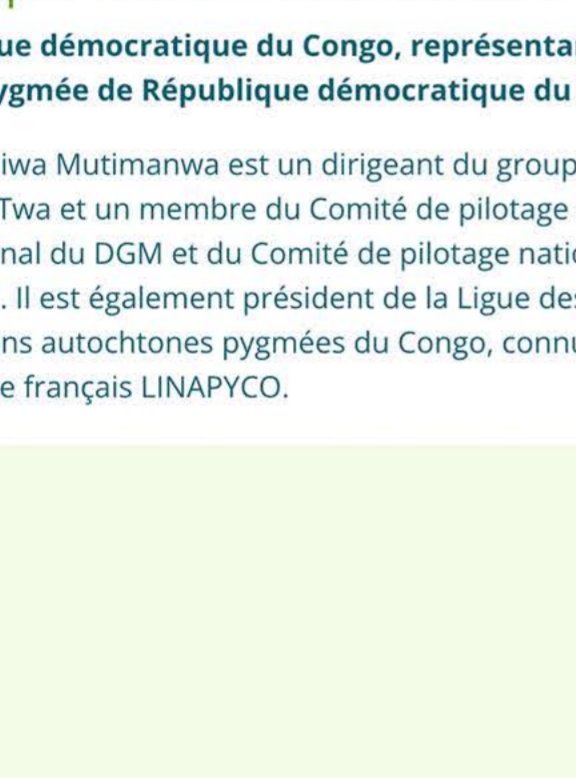 ue démocratique du Congo, représenta
ygmée de République démocratique du
iwa Mutimanwa est un dirigeant du group
Twa et un membre du Comité de pilotage
nal du DGM et du Comité de pilotage natio
. Il est également président de la Ligue des
ns autochtones pygmées du Congo, connu
e français LINAPYCO.